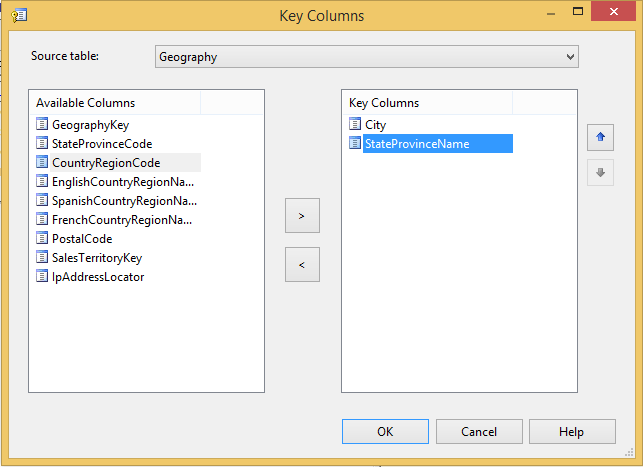 Key Columns
Source table: Geography
Available Columns
GeographyKey
StateProvinceCode
CountryRegionCode
EnglishCountryRegionNa...
SpanishCountryRegionNa...
FrenchCountryRegionNa...
PostalCode
SalesTerritoryKey
IpAddressLocator
>
<
Key Columns
City
StateProvinceName
OK Cancel Help